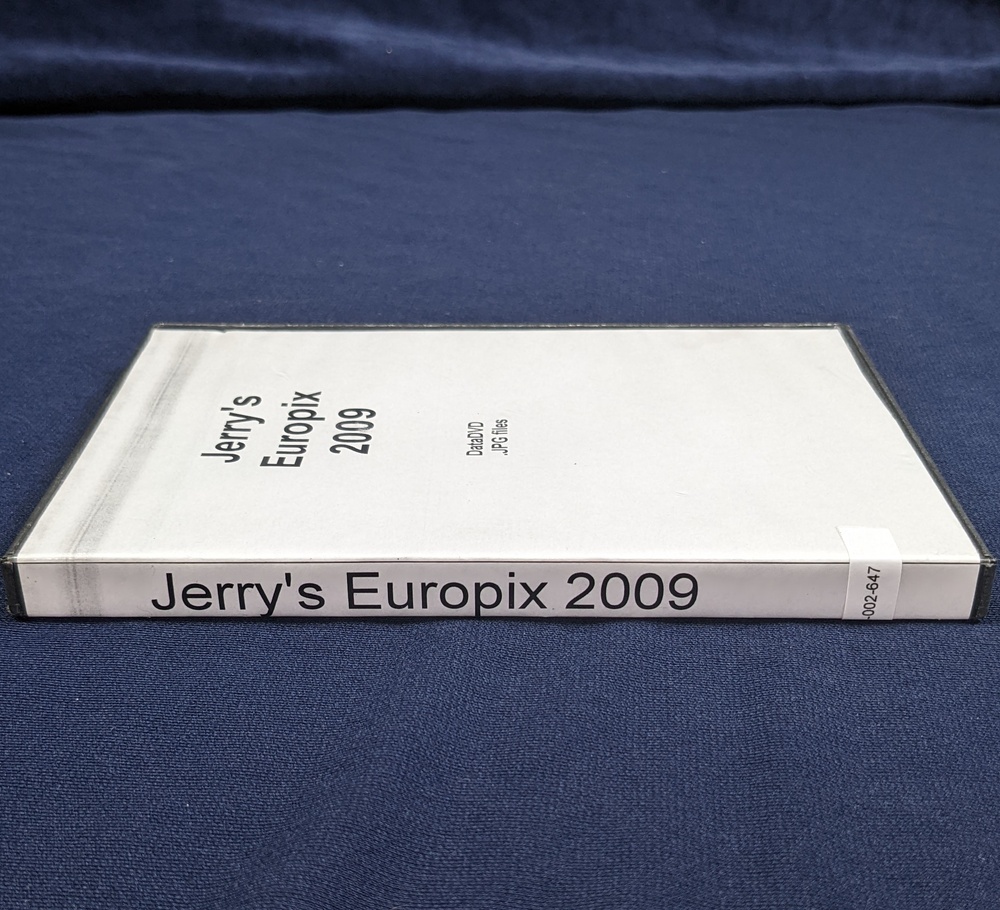 Jerry's
Europix
2009
DataDVD
.JPG files
Jerry's Europix 2009
-002-647